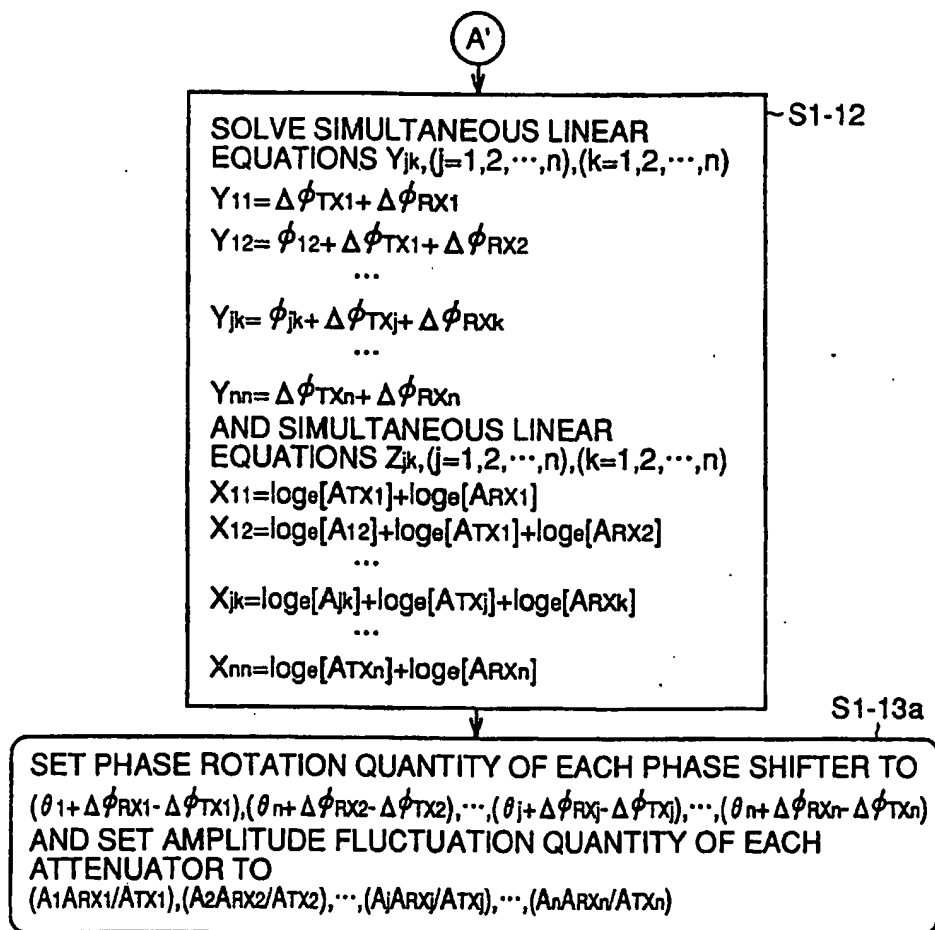 A'
S1-12
SOLVE SIMULTANEOUS LINEAR
EQUATIONS Yjk,(j=1,2,⋯,n),(k=1,2,⋯,n)
Y11=ΔϕTX1+ΔϕRX1
Y12=ϕ12+ΔϕTX1+ΔϕRX2
⋯
Yjk=ϕjk+ΔϕTXj+ΔϕRXk
⋯
Ynn=ΔϕTXn+ΔϕRXn
AND SIMULTANEOUS LINEAR
EQUATIONS Zjk,(j=1,2,⋯,n),(k=1,2,⋯,n)
X11=loge[ATX1]+loge[ARX1]
X12=loge[A12]+loge[ATX1]+loge[ARX2]
⋯
Xjk=loge[Ajk]+loge[ATXj]+loge[ARXk]
⋯
Xnn=loge[ATXn]+loge[ARXn]
S1-13a
SET PHASE ROTATION QUANTITY OF EACH PHASE SHIFTER TO
(θ1+ΔϕRX1-ΔϕTX1),(θn+ΔϕRX2-ΔϕTX2),⋯,(θj+ΔϕRXj-ΔϕTXj),⋯,(θn+ΔϕRXn-ΔϕTXn)
AND SET AMPLITUDE FLUCTUATION QUANTITY OF EACH
ATTENUATOR TO
(A1ARX1/ATX1),(A2ARX2/ATX2),⋯,(AjARXj/ATXj),⋯,(AnARXn/ATXn)